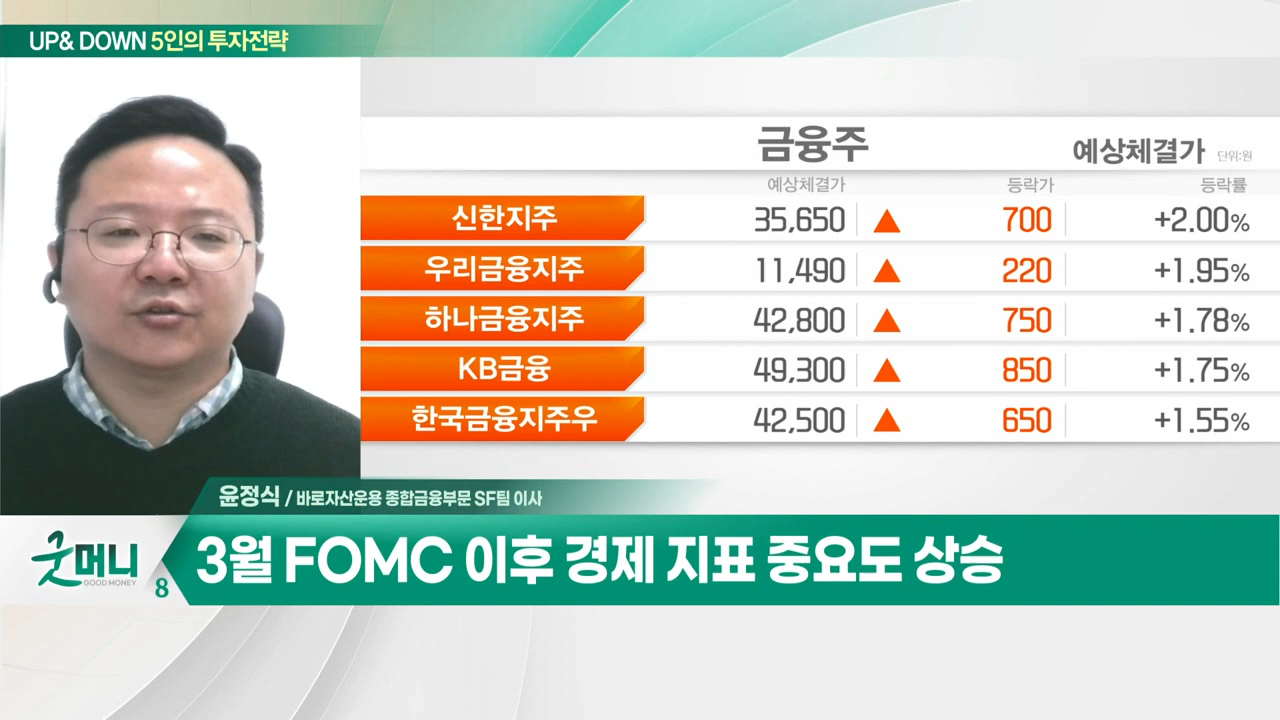 UP& DOWN 5인의 투자전략
금융주
예상체결가 단위:원
예상체결가 등락가 등락률
신한지주 35,650 ▲ 700 +2.00%
우리금융지주 11,490 ▲ 220 +1.95%
하나금융지주 42,800 ▲ 750 +1.78%
KB금융 49,300 ▲ 850 +1.75%
한국금융지주우 42,500 ▲ 650 +1.55%
윤정식 / 바로자산운용 종합금융부문 SF팀 이사
굿머니
GOOD MONEY
8
3월 FOMC 이후 경제 지표 중요도 상승